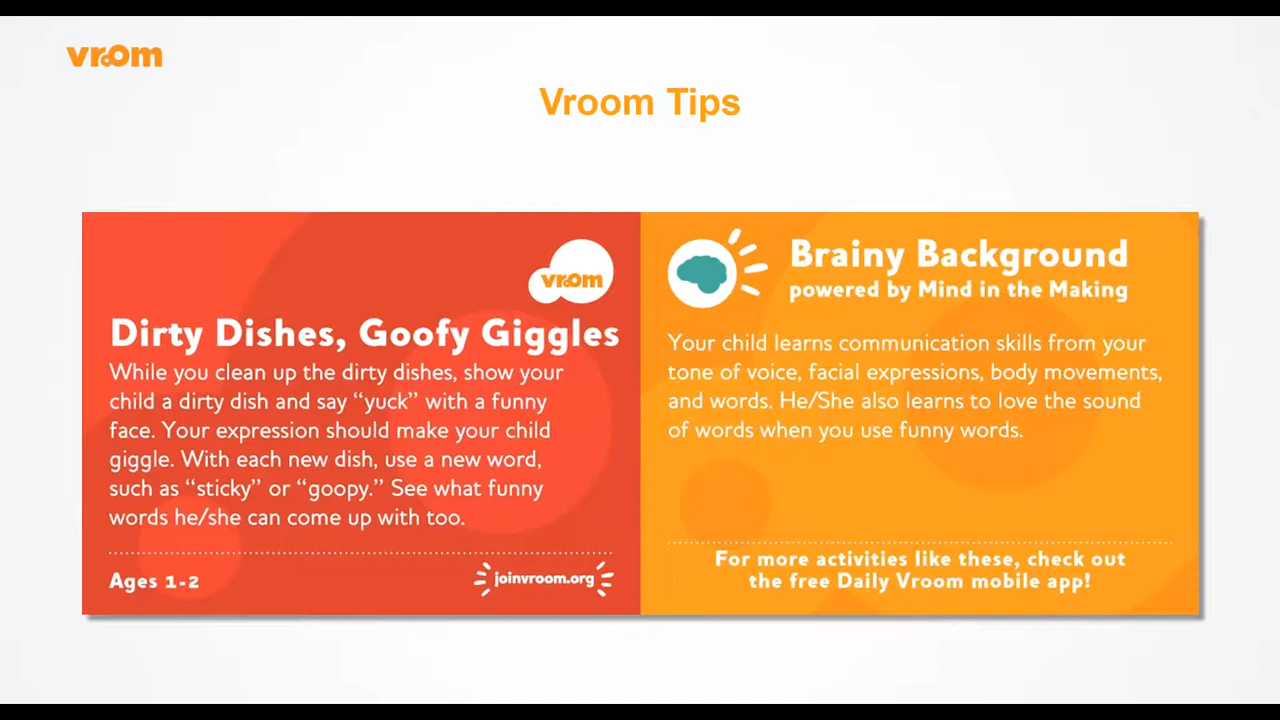 vroom
Vroom Tips
vroom
Dirty Dishes, Goofy Giggles
While you clean up the dirty dishes, show your
child a dirty dish and say “yuck” with a funny
face. Your expression should make your child
giggle. With each new dish, use a new word,
such as “sticky” or “goopy.” See what funny
words he/she can come up with too.
Ages 1-2
joinvroom.org
Brainy Background
powered by Mind in the Making
Your child learns communication skills from your
tone of voice, facial expressions, body movements,
and words. He/She also learns to love the sound
of words when you use funny words.
For more activities like these, check out
the free Daily Vroom mobile app!